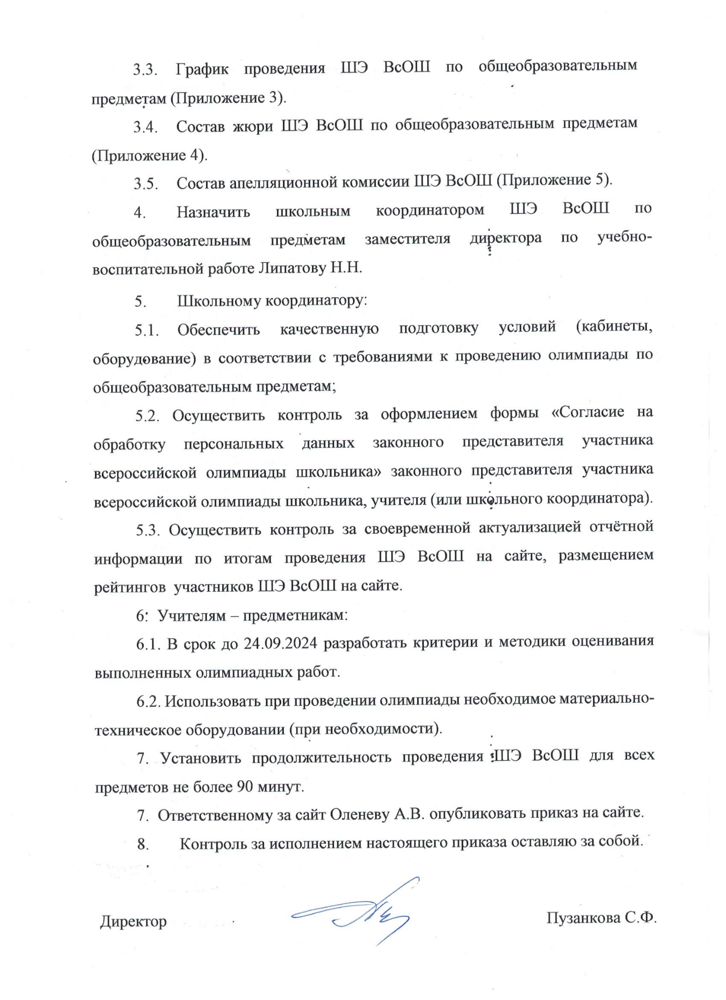 3.3. График проведения ШЭ ВсОШ по общеобразовательным
предметам (Приложение 3).
3.4. Состав жюри ШЭ ВсОШ по общеобразовательным предметам
(Приложение 4).
3.5. Состав апелляционной комиссии ШЭ ВсОШ (Приложение 5).
4. Назначить школьным координатором ШЭ ВсОШ по
общеобразовательным предметам заместителя директора по учебно-
воспитательной работе Липатову Н.Н.
5. Школьному координатору:
5.1. Обеспечить качественную подготовку условий (кабинеты,
оборудование) в соответствии с требованиями к проведению олимпиады по
общеобразовательным предметам;
5.2. Осуществить контроль за оформлением формы «Согласие на
обработку персональных данных законного представителя участника
всероссийской олимпиады школьника» законного представителя участника
всероссийской олимпиады школьника, учителя (или школьного координатора).
5.3. Осуществить контроль за своевременной актуализацией отчётной
информации по итогам проведения ШЭ ВсОШ на сайте, размещением
рейтингов участников ШЭ ВсОШ на сайте.
6. Учителям – предметникам:
6.1. В срок до 24.09.2024 разработать критерии и методики оценивания
выполненных олимпиадных работ.
6.2. Использовать при проведении олимпиады необходимое материально-
техническое оборудовании (при необходимости).
7. Установить продолжительность проведения ШЭ ВсОШ для всех
предметов не более 90 минут.
7. Ответственному за сайт Оленеву А.В. опубликовать приказ на сайте.
8. Контроль за исполнением настоящего приказа оставляю за собой.
Директор Пузанкова С.Ф.